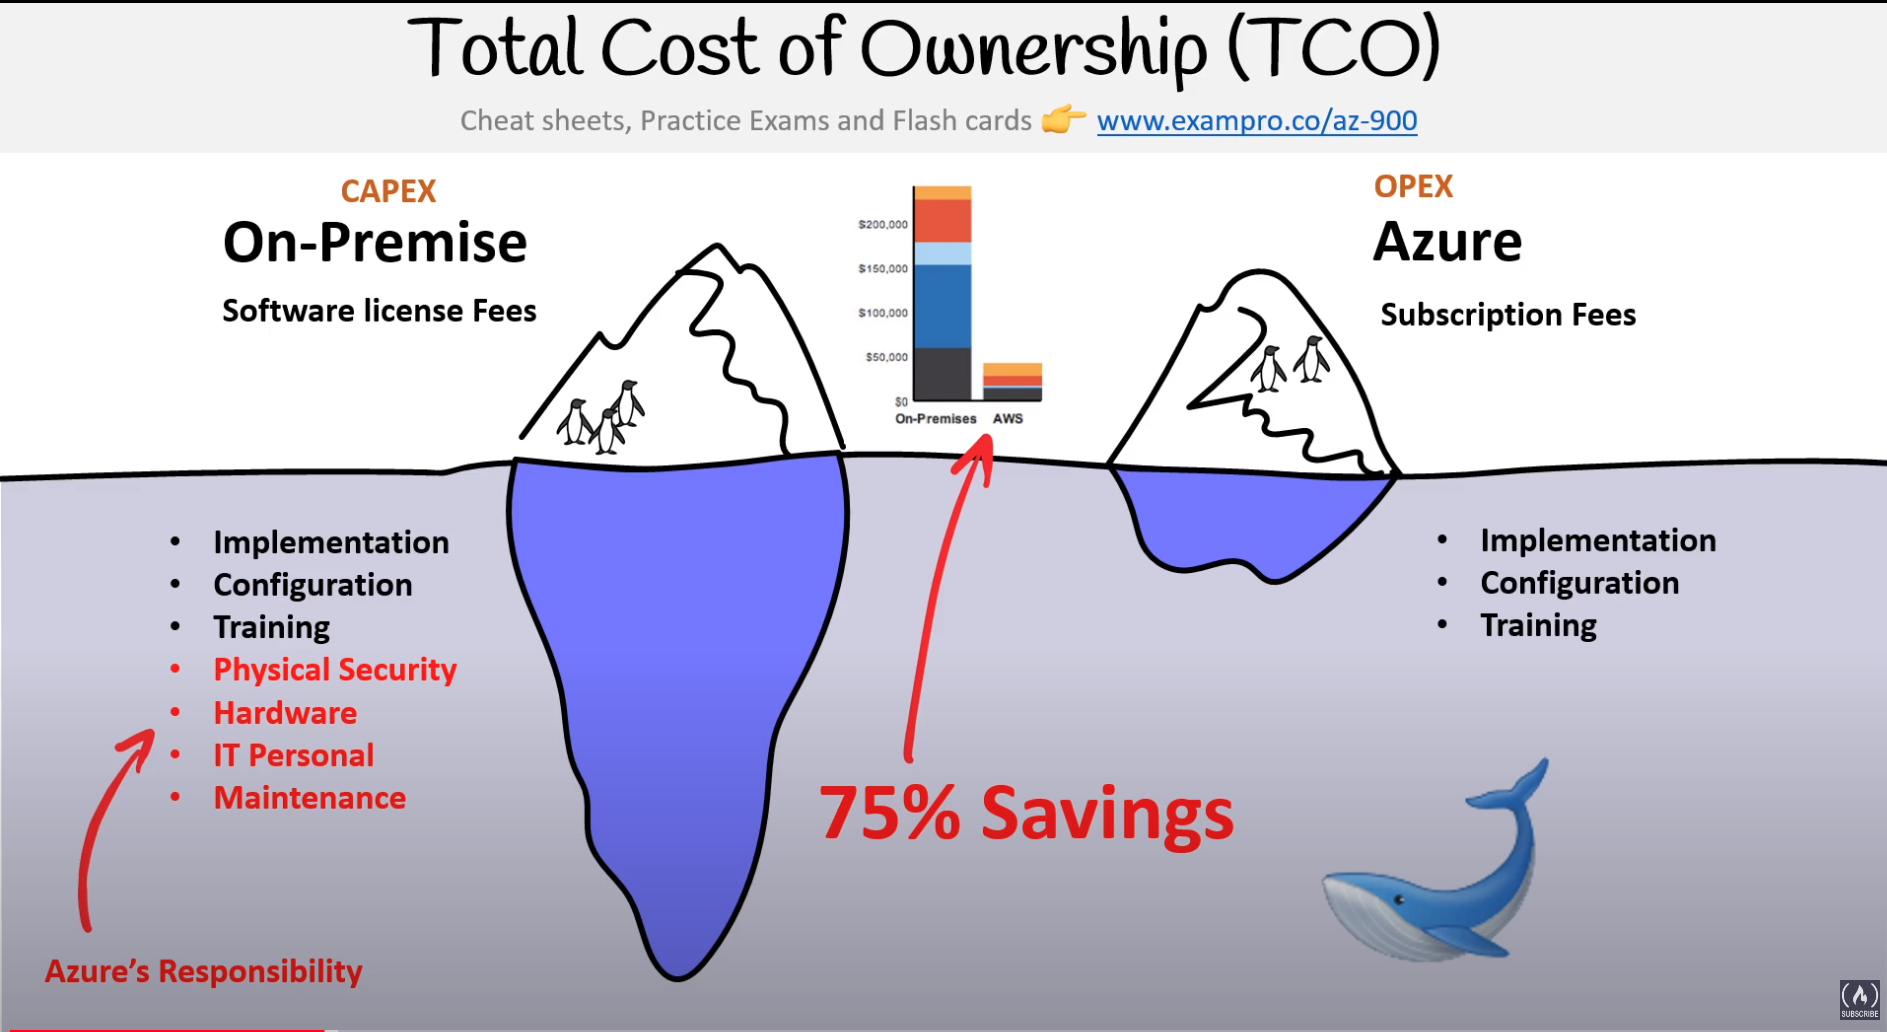 Total Cost of Ownership (TCO)
Cheat sheets, Practice Exams and Flash cards 👉 www.exampro.co/az-900
CAPEX
On-Premise
Software license Fees
$200,000
$150,000
$100,000
$50,000
$0
On-Premises AWS
OPEX
Azure
Subscription Fees
• Implementation
• Configuration
• Training
• Physical Security
• Hardware
• IT Personal
• Maintenance
Azure's Responsibility
75% Savings
• Implementation
• Configuration
• Training
SUBSCRIBE